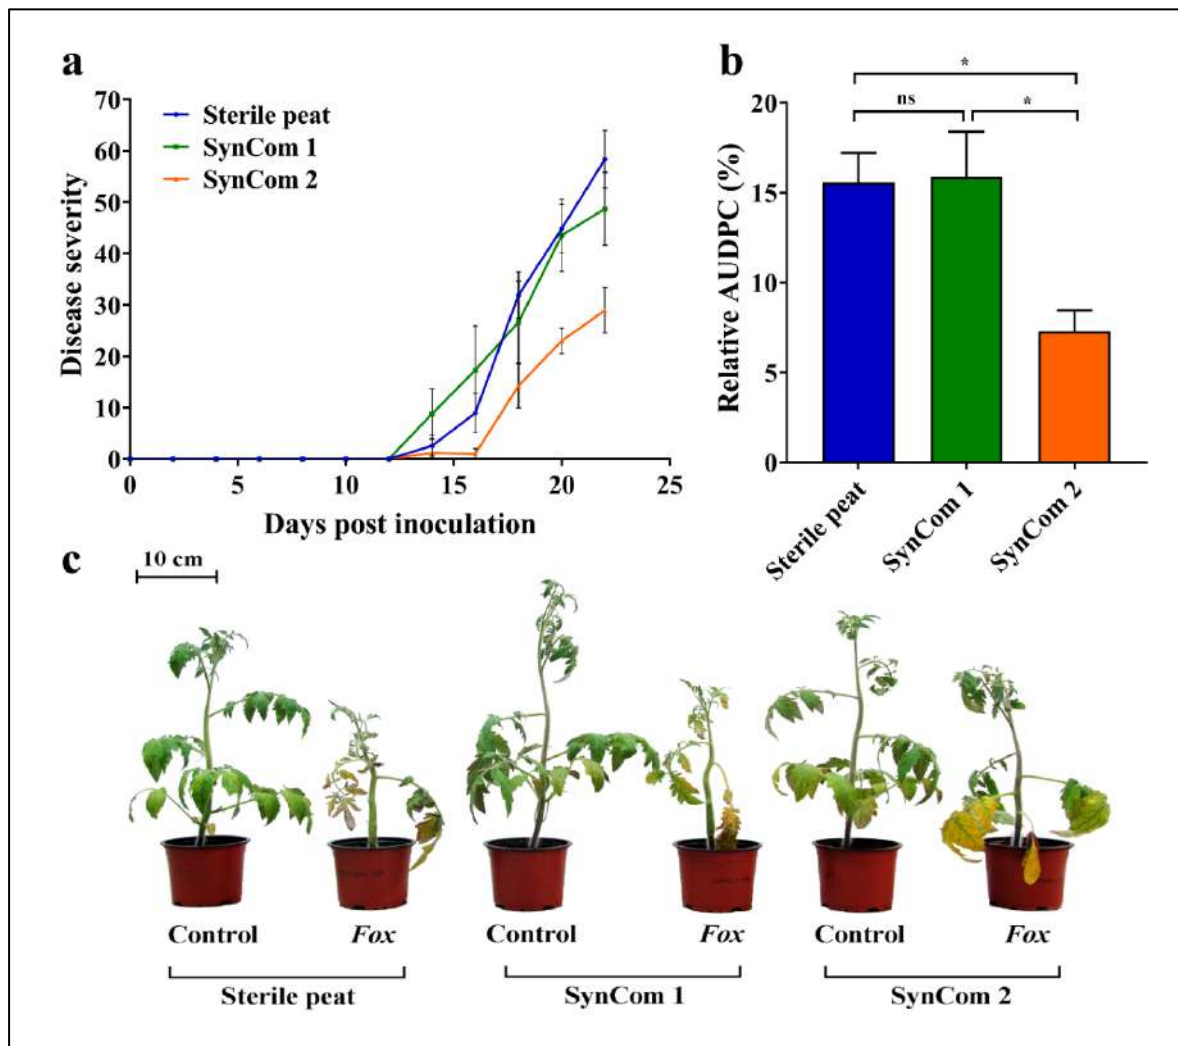 a
70
60
50
40
30
20
10
0
Disease severity
Sterile peat
SynCom 1
SynCom 2
0 5 10 15 20 25
Days post inoculation
b
*
ns *
20
15
10
5
0
Relative AUDPC (%)
Sterile peat
SynCom 1
SynCom 2
c
10 cm
Control Fox Control Fox Control Fox
Sterile peat SynCom 1 SynCom 2